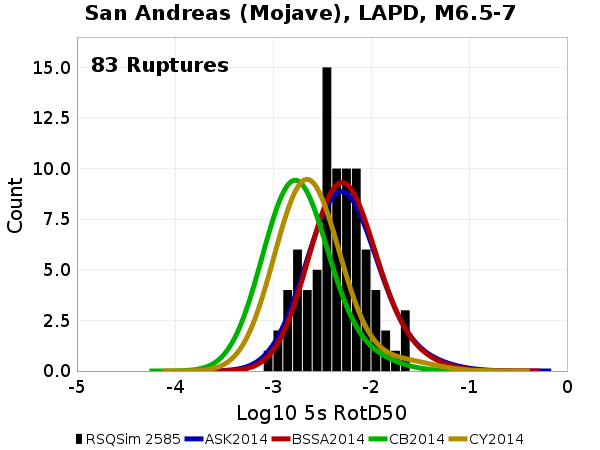 San Andreas (Mojave), LAPD, M6.5-7
83 Ruptures
15.0
12.5
10.0
7.5
5.0
2.5
0.0
Count
-5 -4 -3 -2 -1 0
Log10 5s RotD50
RSQSim 2585 ASK2014 BSSA2014 CB2014 CY2014